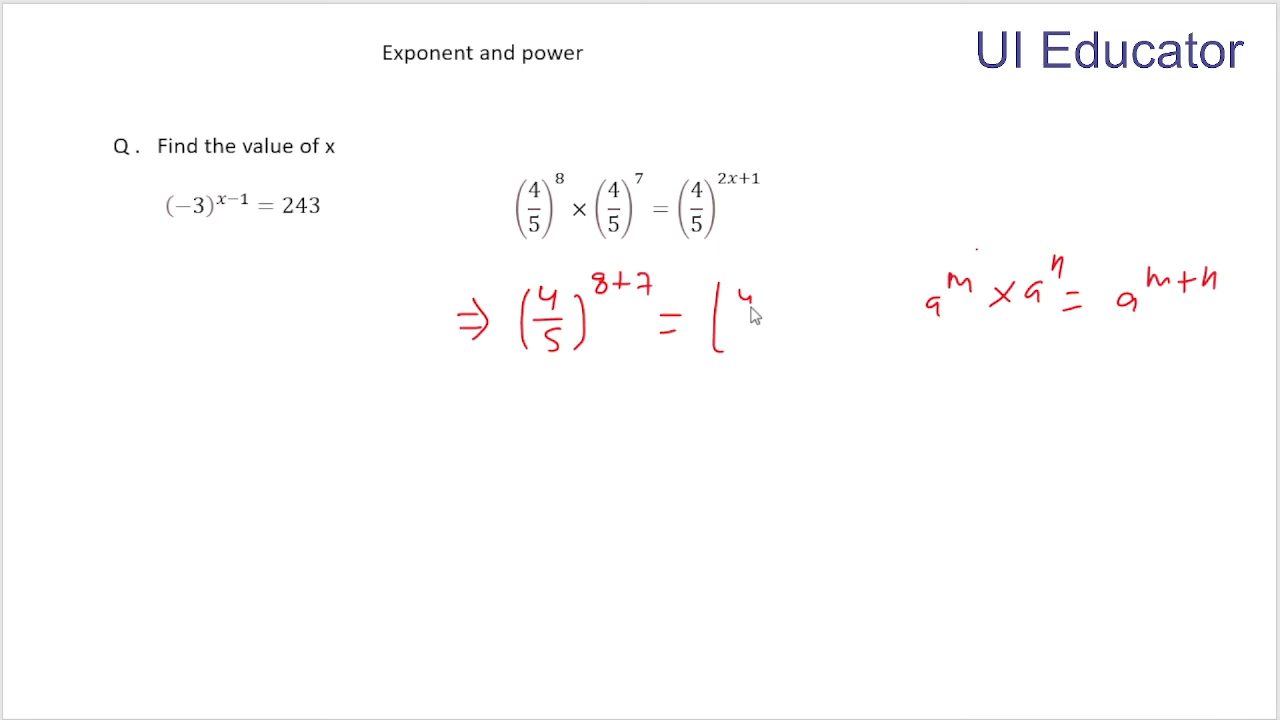 Exponent and power
UI Educator
Q . Find the value of x
(−3)^{x−1} = 243
(4/5)^8 × (4/5)^7 = (4/5)^{2x+1}
⇒ (4/5)^{8+7} = (4
a^m × a^n = a^{m+n}